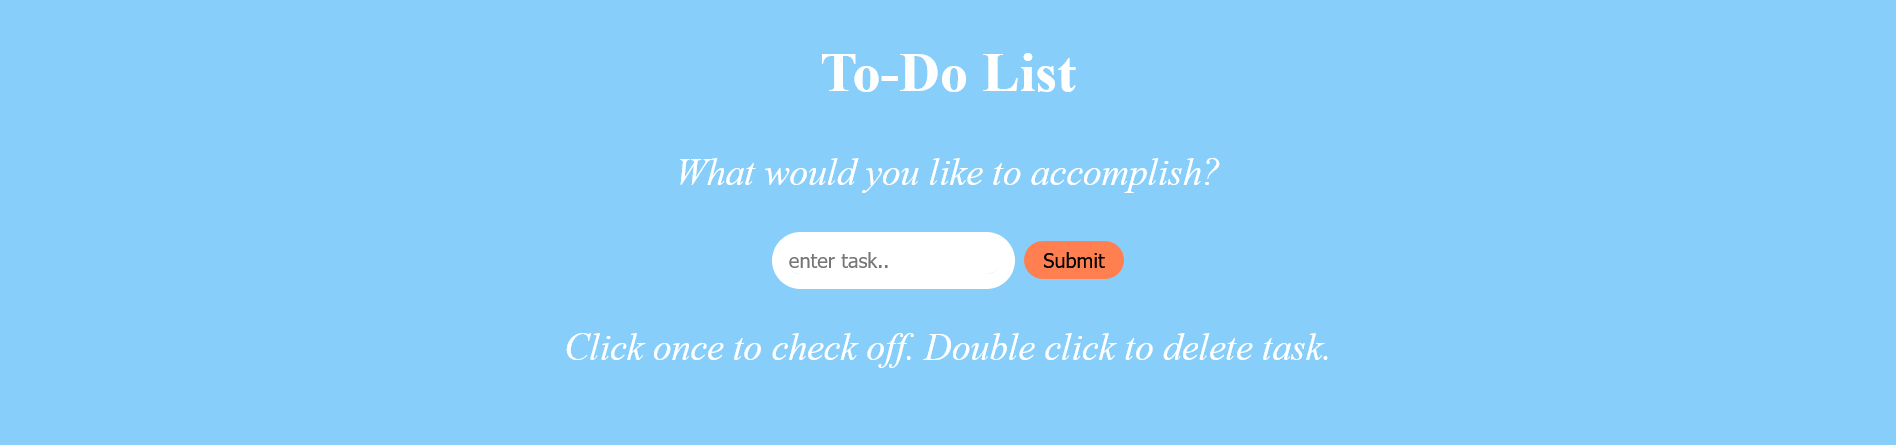 To-Do List
What would you like to accomplish?
enter task.. Submit
Click once to check off. Double click to delete task.